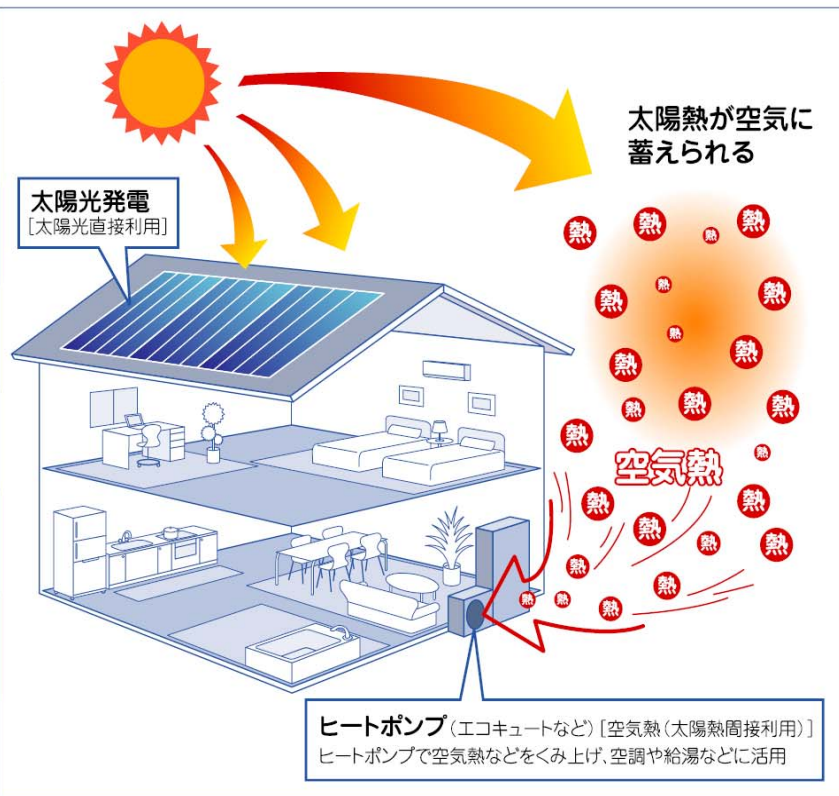 太陽熱が空気に
蓄えられる
太陽光発電
[太陽光直接利用]
熱 熱 熱 熱
熱 熱 熱
熱
熱 熱
熱 熱 熱
熱
空気熱
熱
熱 熱
熱 熱 熱
熱 熱
熱 熱 熱
ヒートポンプ(エコキュートなど)[空気熱(太陽熱間接利用)]
ヒートポンプで空気熱などをくみ上げ、空調や給湯などに活用